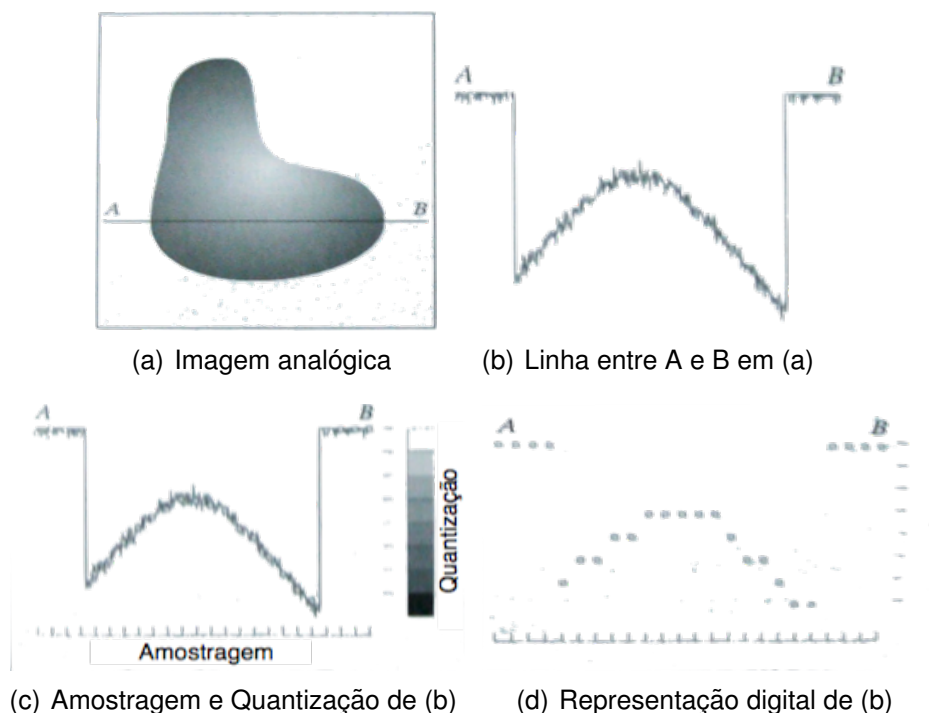 A B
A B
(a) Imagem analógica (b) Linha entre A e B em (a)
A B
Quantização
A B
Amostragem
(c) Amostragem e Quantização de (b) (d) Representação digital de (b)